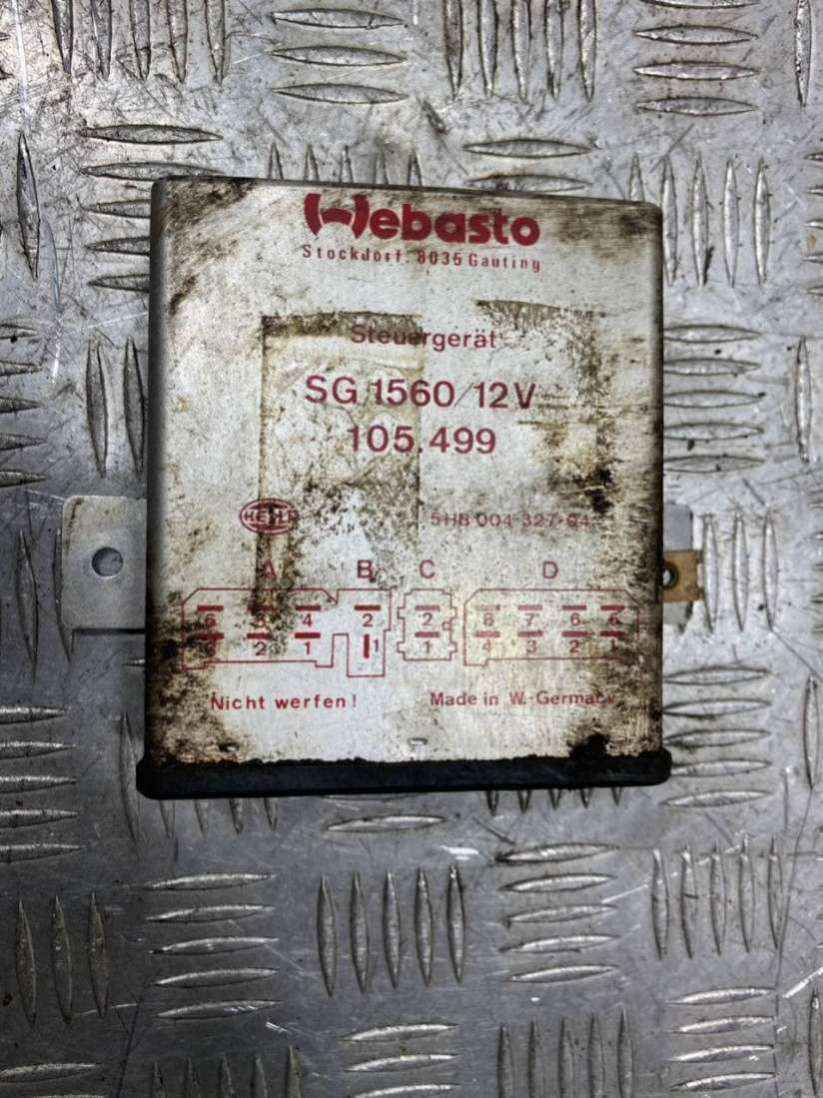 Webasto
Stockdorf, 8035 Gauting
Steuergerät
SG 1560/12V
105.499
HELLA 5HB 004 327-04
A B C D
6 5 4 2 2 8 7 6 5
3 2 1 1 1 4 3 2 1
Nicht werfen! Made in W.-Germany